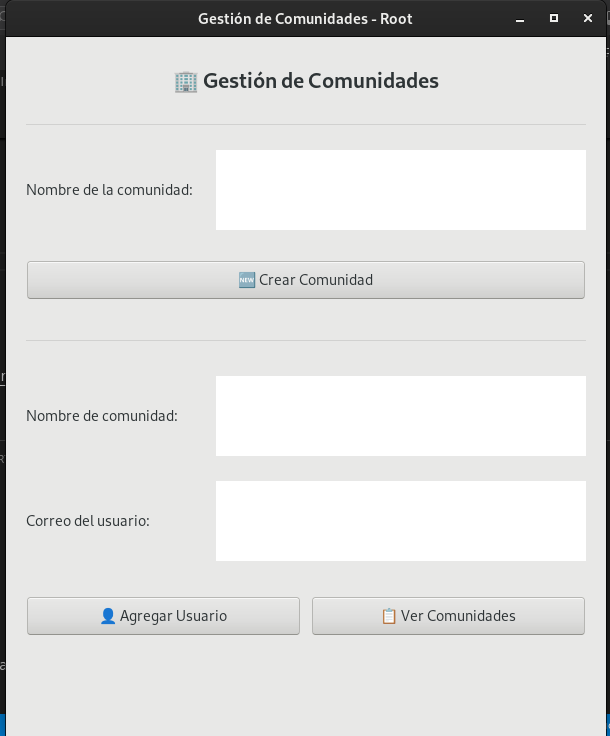 Gestión de Comunidades - Root
🏢 Gestión de Comunidades
Nombre de la comunidad:
🆕 Crear Comunidad
Nombre de comunidad:
Correo del usuario:
👤 Agregar Usuario
📋 Ver Comunidades